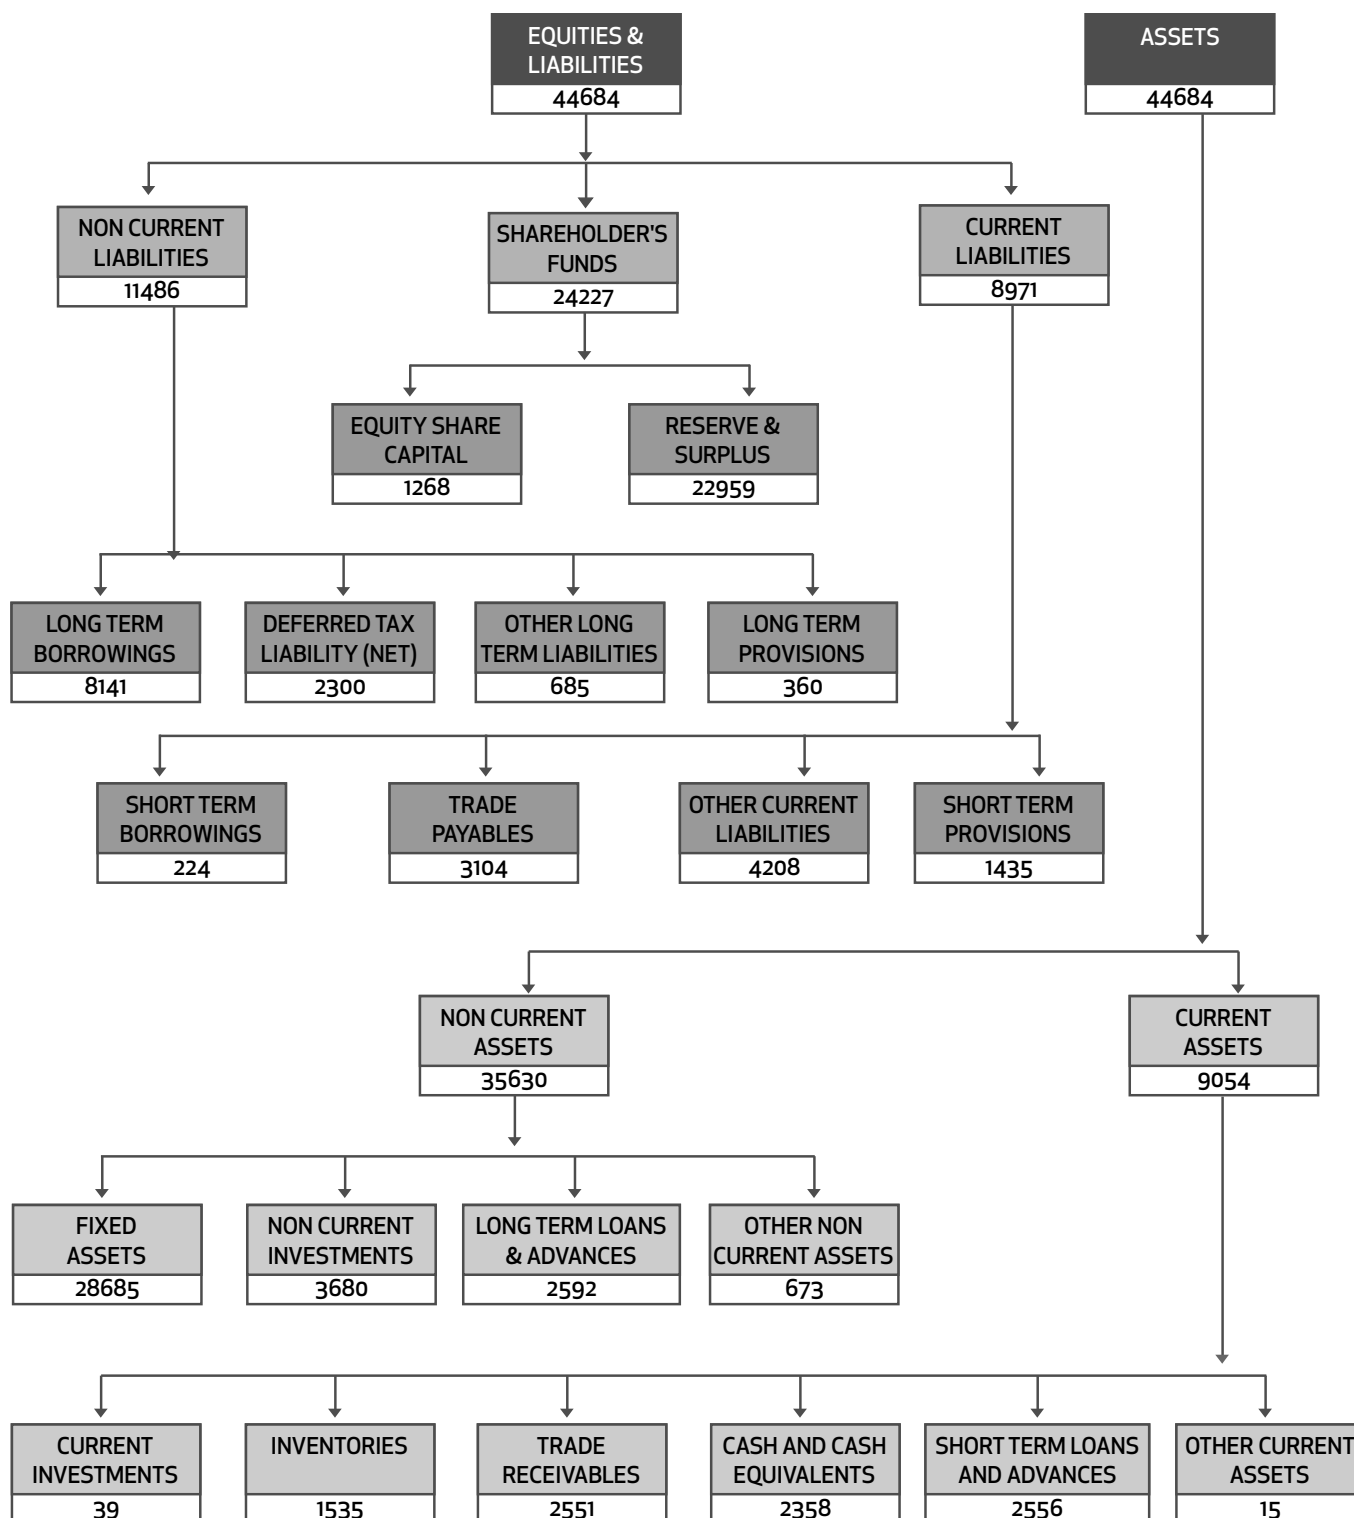 EQUITIES &
LIABILITIES
44684
ASSETS
44684
NON CURRENT
LIABILITIES
11486
SHAREHOLDER'S
FUNDS
24227
CURRENT
LIABILITIES
8971
EQUITY SHARE
CAPITAL
1268
RESERVE &
SURPLUS
22959
LONG TERM
BORROWINGS
8141
DEFERRED TAX
LIABILITY (NET)
2300
OTHER LONG
TERM LIABILITIES
685
LONG TERM
PROVISIONS
360
SHORT TERM
BORROWINGS
224
TRADE
PAYABLES
3104
OTHER CURRENT
LIABILITIES
4208
SHORT TERM
PROVISIONS
1435
NON CURRENT
ASSETS
35630
CURRENT
ASSETS
9054
FIXED
ASSETS
28685
NON CURRENT
INVESTMENTS
3680
LONG TERM LOANS
& ADVANCES
2592
OTHER NON
CURRENT ASSETS
673
CURRENT
INVESTMENTS
39
INVENTORIES
1535
TRADE
RECEIVABLES
2551
CASH AND CASH
EQUIVALENTS
2358
SHORT TERM LOANS
AND ADVANCES
2556
OTHER CURRENT
ASSETS
15